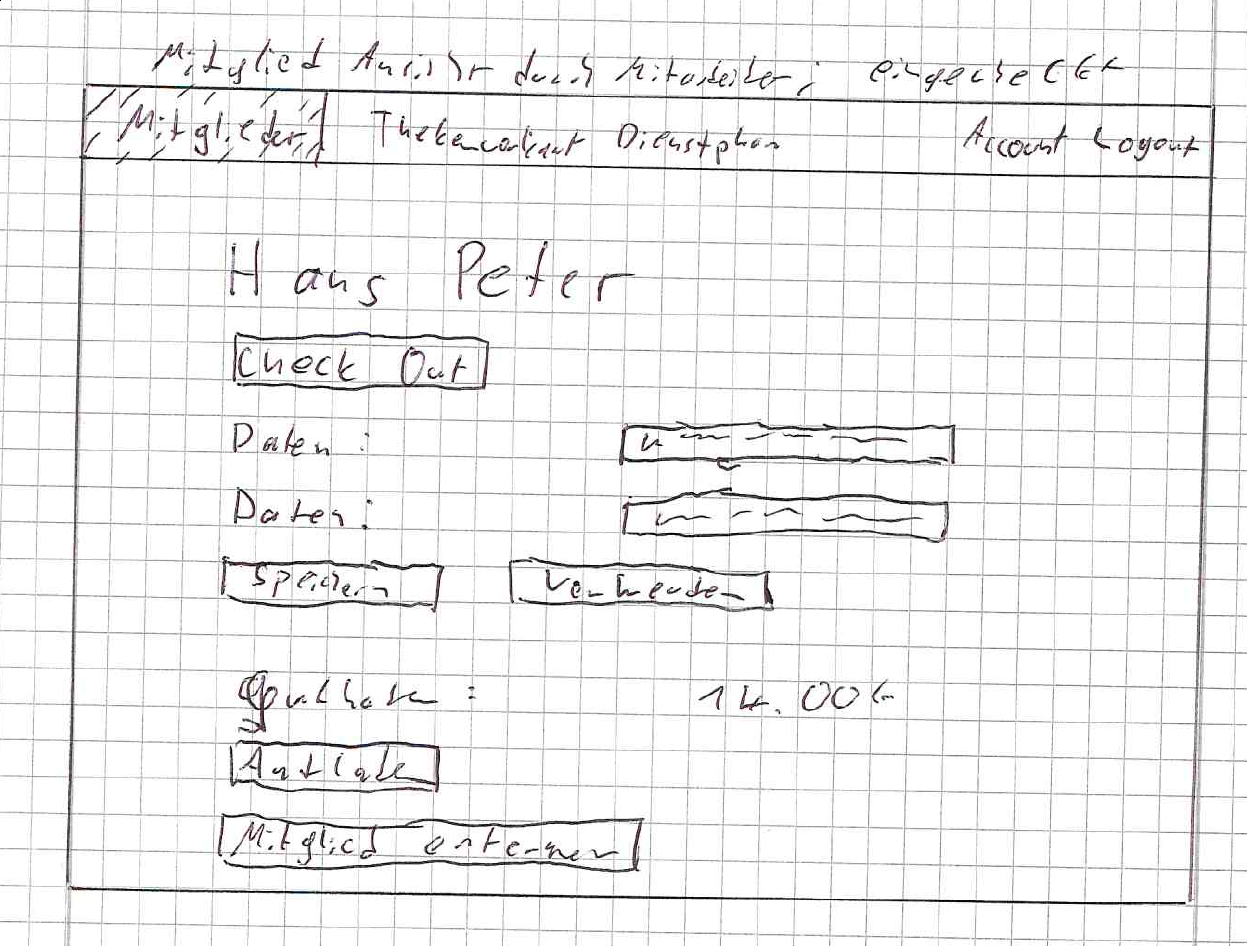 Mitglied Ansicht durch Mitarbeiter; eingecheckt
Mitglieder Thekenverkauf Dienstplan Account Logout
Hans Peter
Check Out
Daten:
Daten:
Speichern Verwerfen
Guthaben: 14.00€
Aufladen
Mitglied entfernen